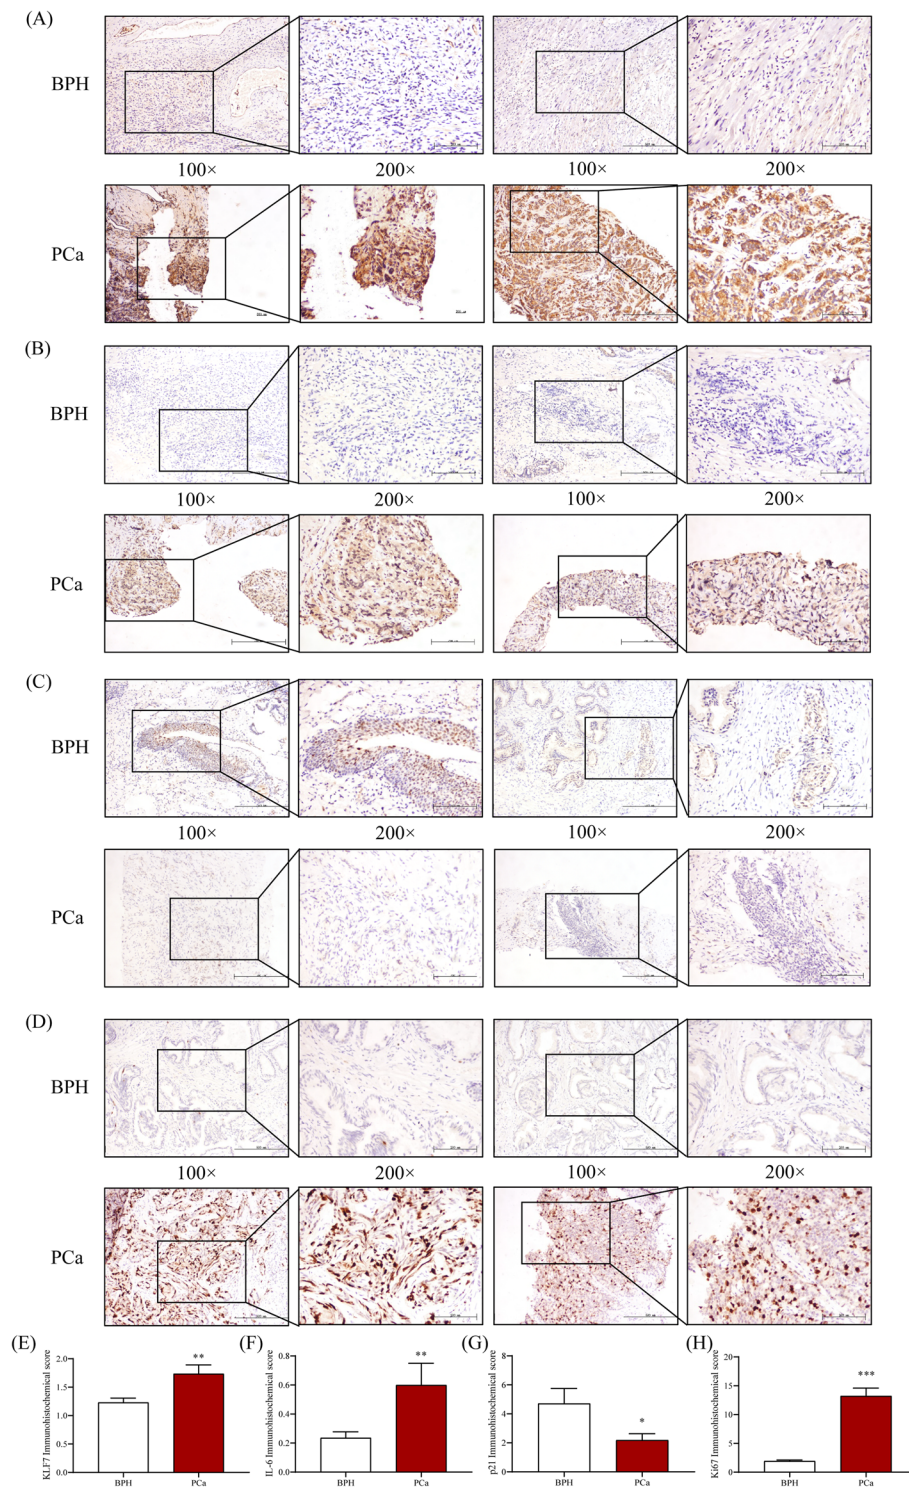 (A)
BPH
100× 200× 100× 200×
PCa
(B)
BPH
100× 200× 100× 200×
PCa
(C)
BPH
100× 200× 100× 200×
PCa
(D)
BPH
100× 200× 100× 200×
PCa
(E)
KLF7 Immunohistochemical score
2.0
1.5
1.0
0.5
0.0
**
BPH PCa
(F)
IL-6 Immunohistochemical score
0.8
0.6
0.4
0.2
0.0
**
BPH PCa
(G)
p21 Immunohistochemical score
8
6
4
2
0
*
BPH PCa
(H)
Ki67 Immunohistochemical score
20
15
10
5
0
***
BPH PCa